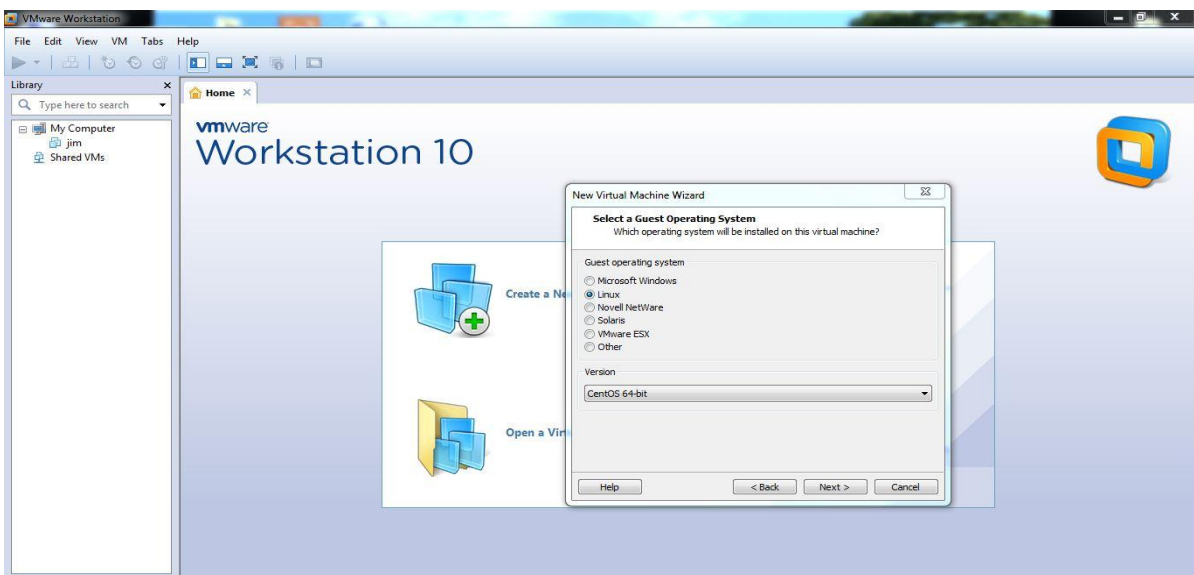 VMware Workstation
File Edit View VM Tabs Help
Library
Type here to search
My Computer
jim
Shared VMs
Home
vmware
Workstation 10
Create a Ne
Open a Virt
New Virtual Machine Wizard
Select a Guest Operating System
Which operating system will be installed on this virtual machine?
Guest operating system
Microsoft Windows
Linux
Novell NetWare
Solaris
VMware ESX
Other
Version
CentOS 64-bit
Help
< Back
Next >
Cancel